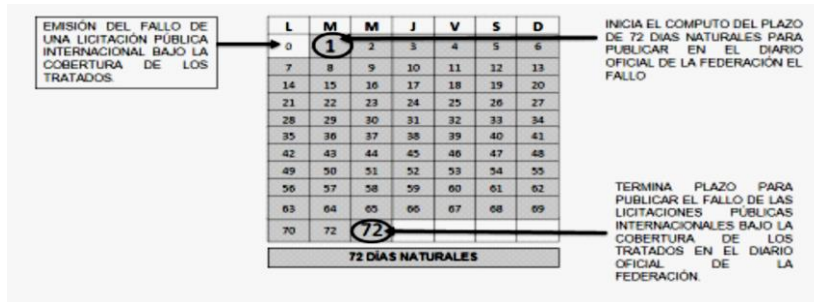 EMISIÓN DEL FALLO DE
UNA LICITACIÓN PÚBLICA
INTERNACIONAL BAJO LA
COBERTURA DE LOS
TRATADOS.
L M M J V S D
0 1 2 3 4 5 6
7 8 9 10 11 12 13
14 15 16 17 18 19 20
21 22 23 24 25 26 27
28 29 30 31 32 33 34
35 36 37 38 39 40 41
42 43 44 45 46 47 48
49 50 51 52 53 54 55
56 57 58 59 60 61 62
63 64 65 66 67 68 69
70 72 72
72 DÍAS NATURALES
INICIA EL COMPUTO DEL PLAZO
DE 72 DIAS NATURALES PARA
PUBLICAR EN EL DIARIO
OFICIAL DE LA FEDERACIÓN EL
FALLO
TERMINA PLAZO PARA
PUBLICAR EL FALLO DE LAS
LICITACIONES PÚBLICAS
INTERNACIONALES BAJO LA
COBERTURA DE LOS
TRATADOS EN EL DIARIO
OFICIAL DE LA
FEDERACIÓN.